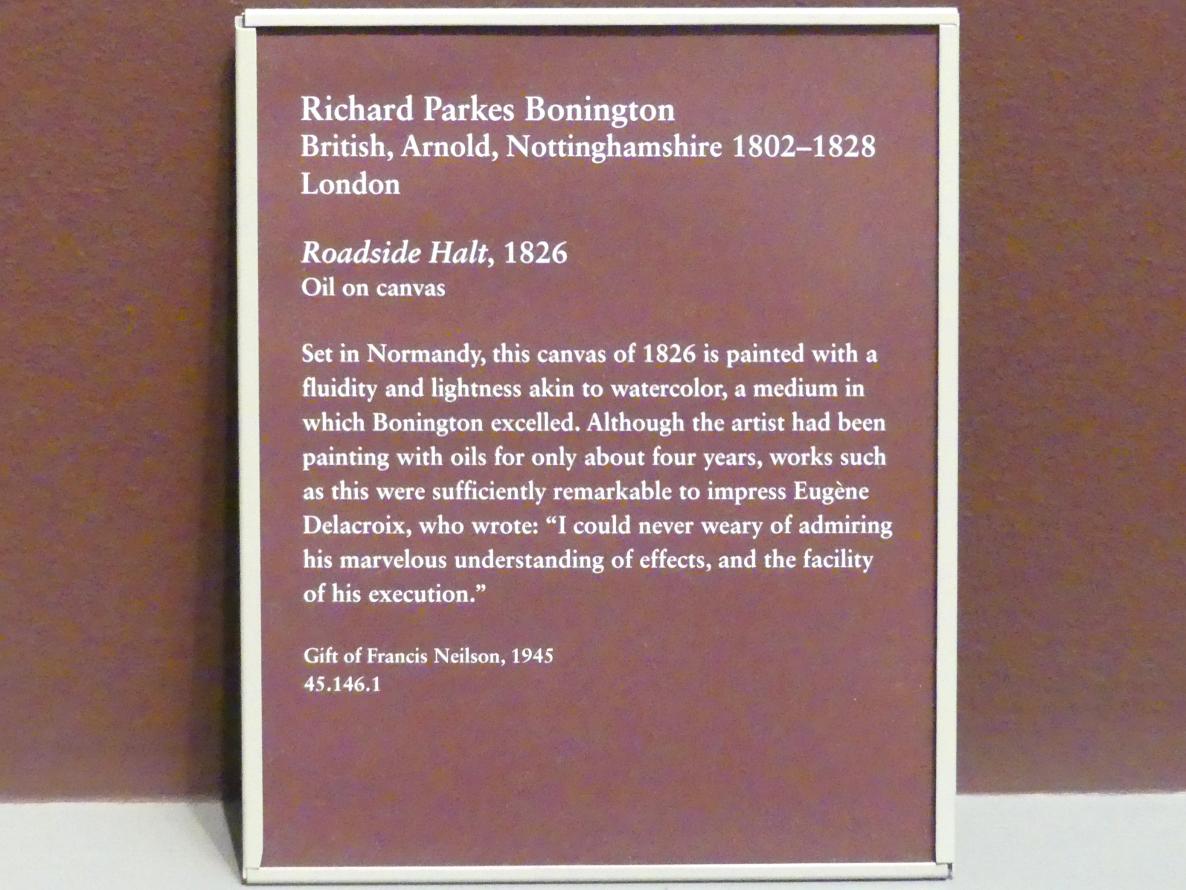 Richard Parkes Bonington
British, Arnold, Nottinghamshire 1802–1828
London
Roadside Halt, 1826
Oil on canvas
Set in Normandy, this canvas of 1826 is painted with a
fluidity and lightness akin to watercolor, a medium in
which Bonington excelled. Although the artist had been
painting with oils for only about four years, works such
as this were sufficiently remarkable to impress Eugène
Delacroix, who wrote: “I could never weary of admiring
his marvelous understanding of effects, and the facility
of his execution.”
Gift of Francis Neilson, 1945
45.146.1